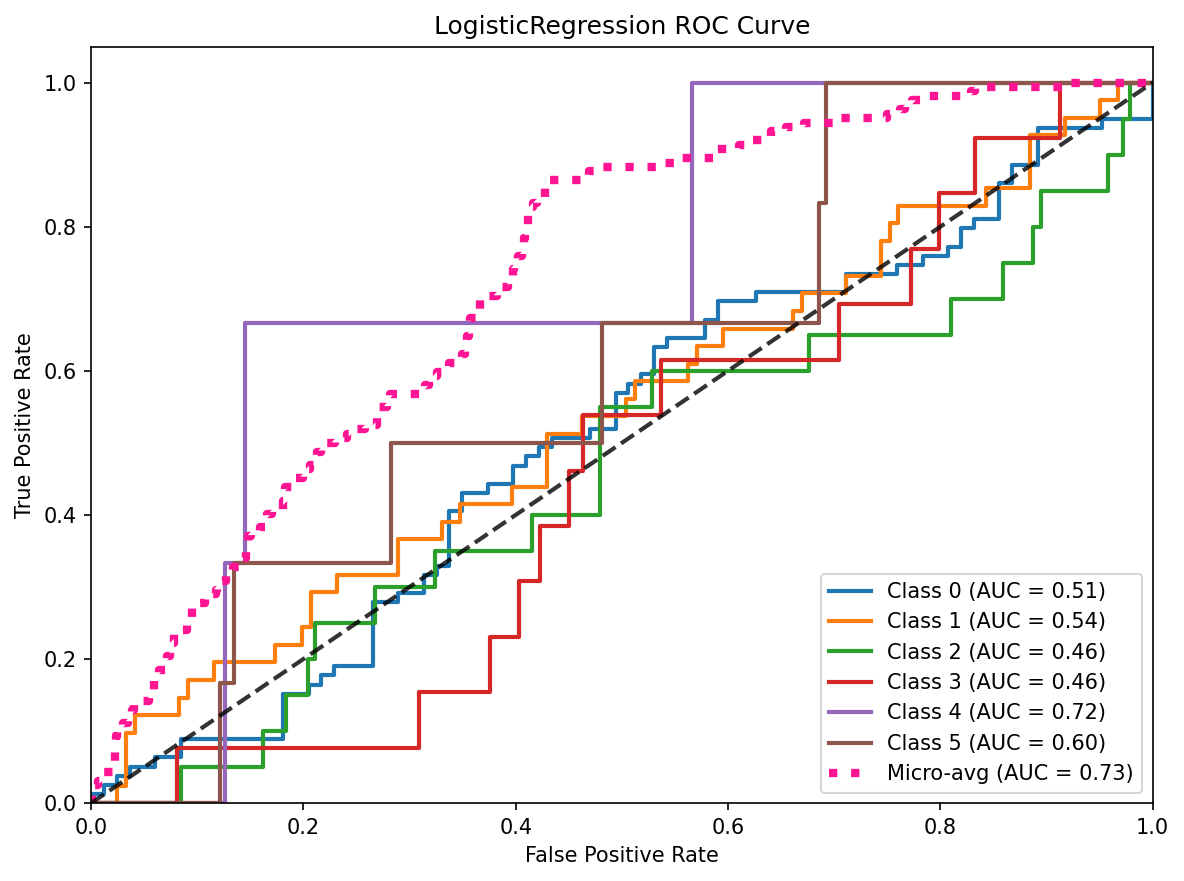 LogisticRegression ROC Curve
True Positive Rate
1.0
0.8
0.6
0.4
0.2
0.0
0.0 0.2 0.4 0.6 0.8 1.0
False Positive Rate
Class 0 (AUC = 0.51)
Class 1 (AUC = 0.54)
Class 2 (AUC = 0.46)
Class 3 (AUC = 0.46)
Class 4 (AUC = 0.72)
Class 5 (AUC = 0.60)
Micro-avg (AUC = 0.73)